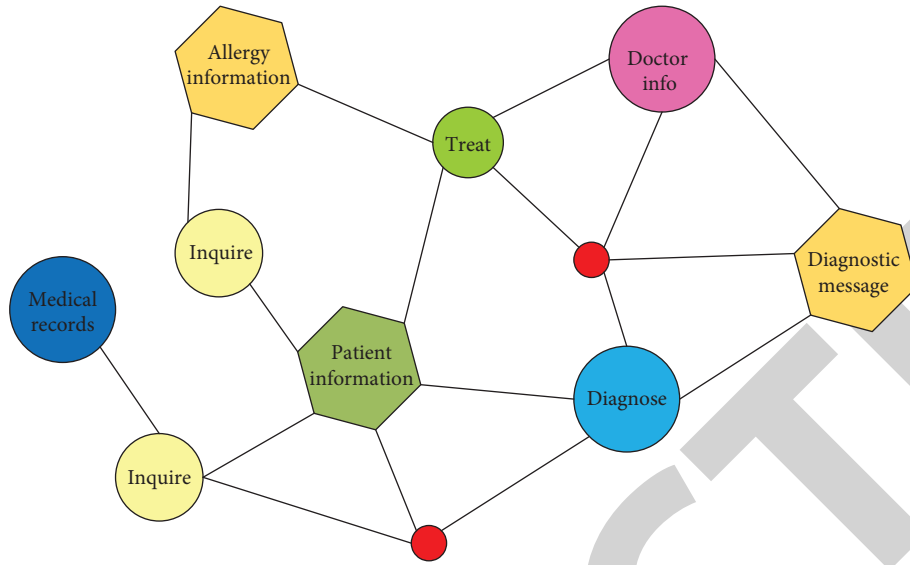 Allergy
information
Doctor
info
Treat
Inquire
Diagnostic
message
Medical
records
Patient
information
Diagnose
Inquire